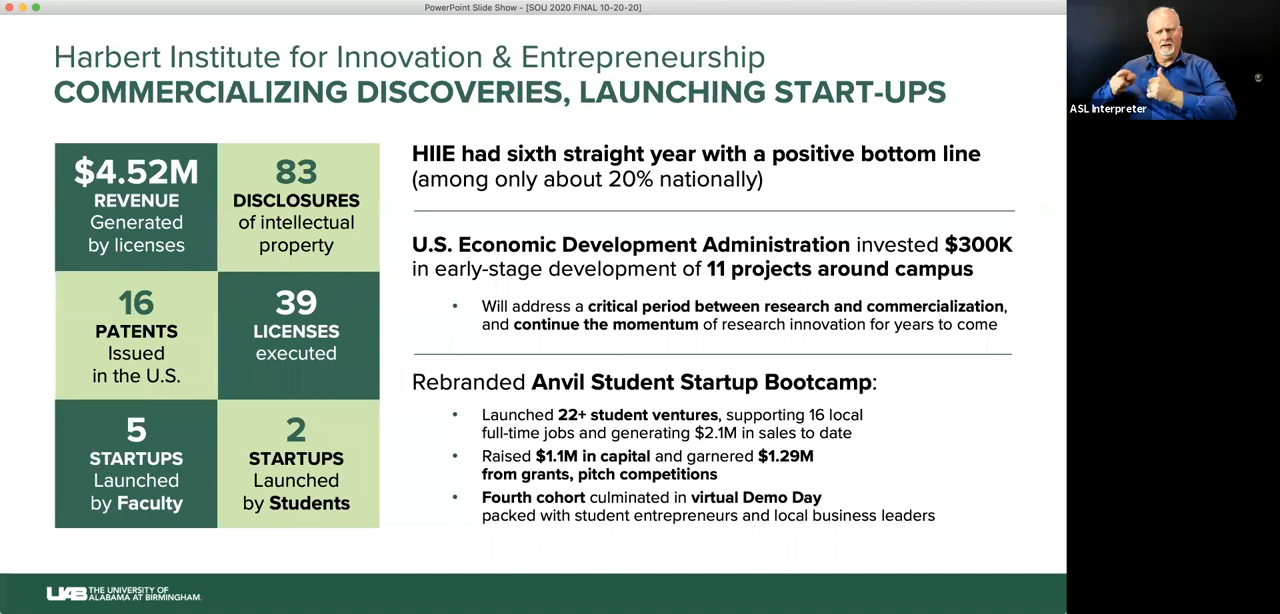 PowerPoint Slide Show - [SOU 2020 FINAL 10-20-20]
Harbert Institute for Innovation & Entrepreneurship
COMMERCIALIZING DISCOVERIES, LAUNCHING START-UPS
$4.52M
REVENUE
Generated
by licenses
83
DISCLOSURES
of intellectual
property
16
PATENTS
Issued
in the U.S.
39
LICENSES
executed
5
STARTUPS
Launched
by Faculty
2
STARTUPS
Launched
by Students
HIIE had sixth straight year with a positive bottom line
(among only about 20% nationally)
U.S. Economic Development Administration invested $300K
in early-stage development of 11 projects around campus
• Will address a critical period between research and commercialization,
and continue the momentum of research innovation for years to come
Rebranded Anvil Student Startup Bootcamp:
• Launched 22+ student ventures, supporting 16 local
full-time jobs and generating $2.1M in sales to date
• Raised $1.1M in capital and garnered $1.29M
from grants, pitch competitions
• Fourth cohort culminated in virtual Demo Day
packed with student entrepreneurs and local business leaders
UAB THE UNIVERSITY OF
ALABAMA AT BIRMINGHAM.
ASL Interpreter